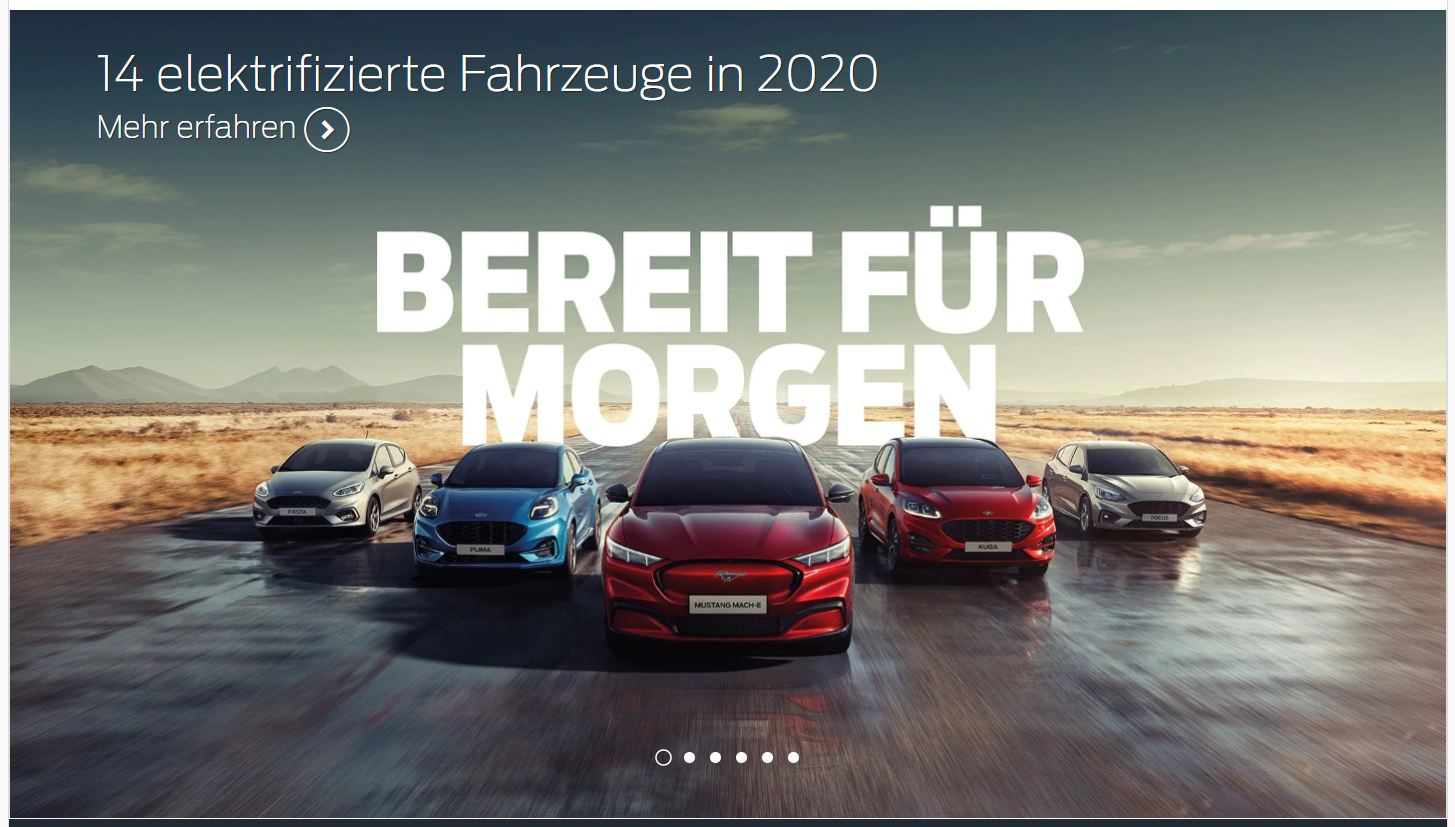 14 elektrifizierte Fahrzeuge in 2020
Mehr erfahren
BEREIT FÜR
MORGEN
FIESTA
PUMA
MUSTANG MACH-E
KUGA
FOCUS